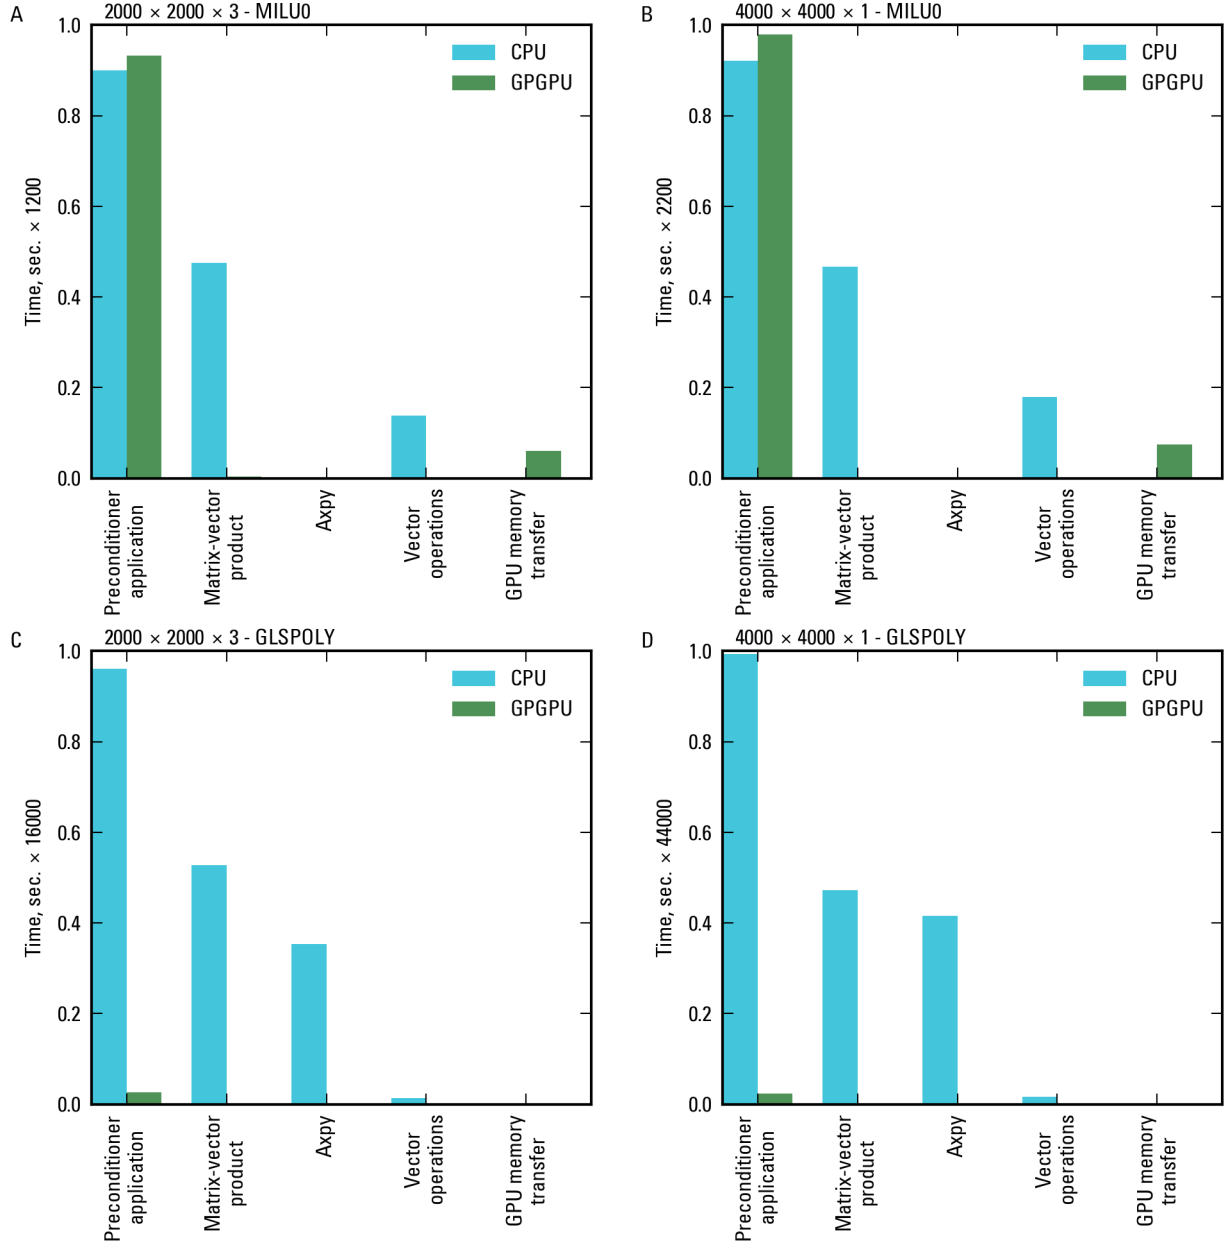 A
2000 × 2000 × 3 - MILU0
1.0
0.8
0.6
0.4
0.2
0.0
Time, sec. × 1200
CPU
GPGPU
Preconditioner
application
Matrix-vector
product
Axpy
Vector
operations
GPU memory
transfer
B
4000 × 4000 × 1 - MILU0
1.0
0.8
0.6
0.4
0.2
0.0
Time, sec. × 2200
CPU
GPGPU
Preconditioner
application
Matrix-vector
product
Axpy
Vector
operations
GPU memory
transfer
C
2000 × 2000 × 3 - GLSPOLY
1.0
0.8
0.6
0.4
0.2
0.0
Time, sec. × 16000
CPU
GPGPU
Preconditioner
application
Matrix-vector
product
Axpy
Vector
operations
GPU memory
transfer
D
4000 × 4000 × 1 - GLSPOLY
1.0
0.8
0.6
0.4
0.2
0.0
Time, sec. × 44000
CPU
GPGPU
Preconditioner
application
Matrix-vector
product
Axpy
Vector
operations
GPU memory
transfer